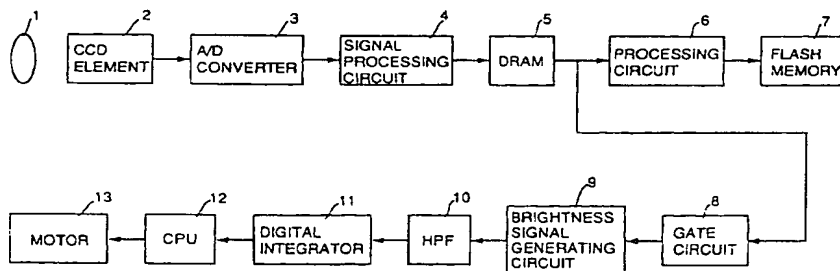 1
2
3
4
5
6
7
CCD
ELEMENT
A/D
CONVERTER
SIGNAL
PROCESSING
CIRCUIT
DRAM
PROCESSING
CIRCUIT
FLASH
MEMORY
13
12
11
10
9
8
MOTOR
CPU
DIGITAL
INTEGRATOR
HPF
BRIGHTNESS
SIGNAL
GENERATING
CIRCUIT
GATE
CIRCUIT